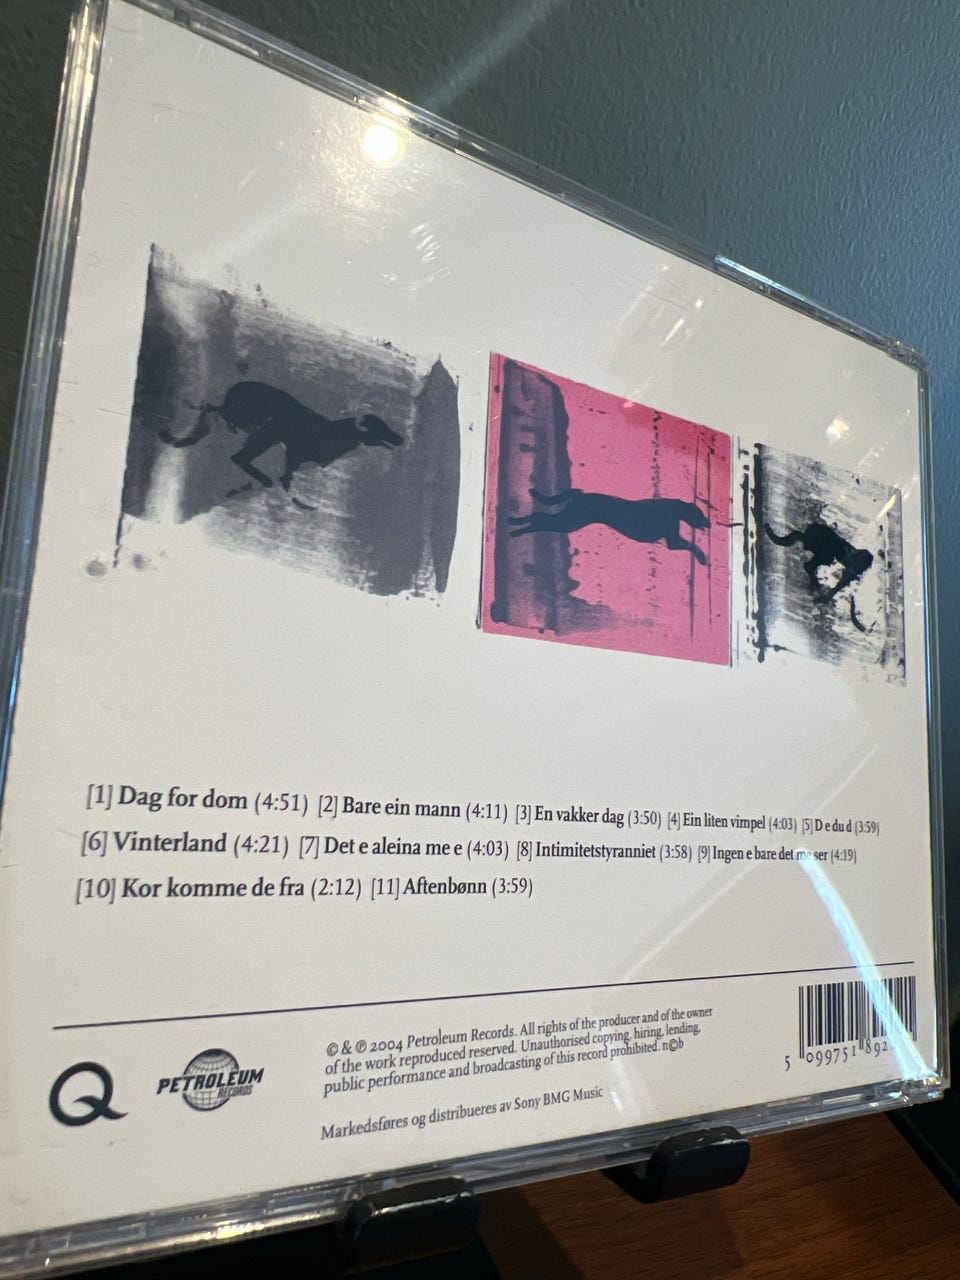 [1] Dag for dom (4:51) [2] Bare ein mann (4:11) [3] En vakker dag (3:50) [4] Ein liten vimpel (4:03) [5] D e du d (3:59)
[6] Vinterland (4:21) [7] Det e aleina me e (4:03) [8] Intimitetstyranniet (3:58) [9] Ingen e bare det me ser (4:19)
[10] Kor komme de fra (2:12) [11] Aftenbønn (3:59)
Q
PETROLEUM
RECORDS
© & ℗ 2004 Petroleum Records. All rights of the producer and of the owner
of the work reproduced reserved. Unauthorised copying, hiring, lending,
public performance and broadcasting of this record prohibited. n©b
Markedsføres og distribueres av Sony BMG Music
5 099751 892